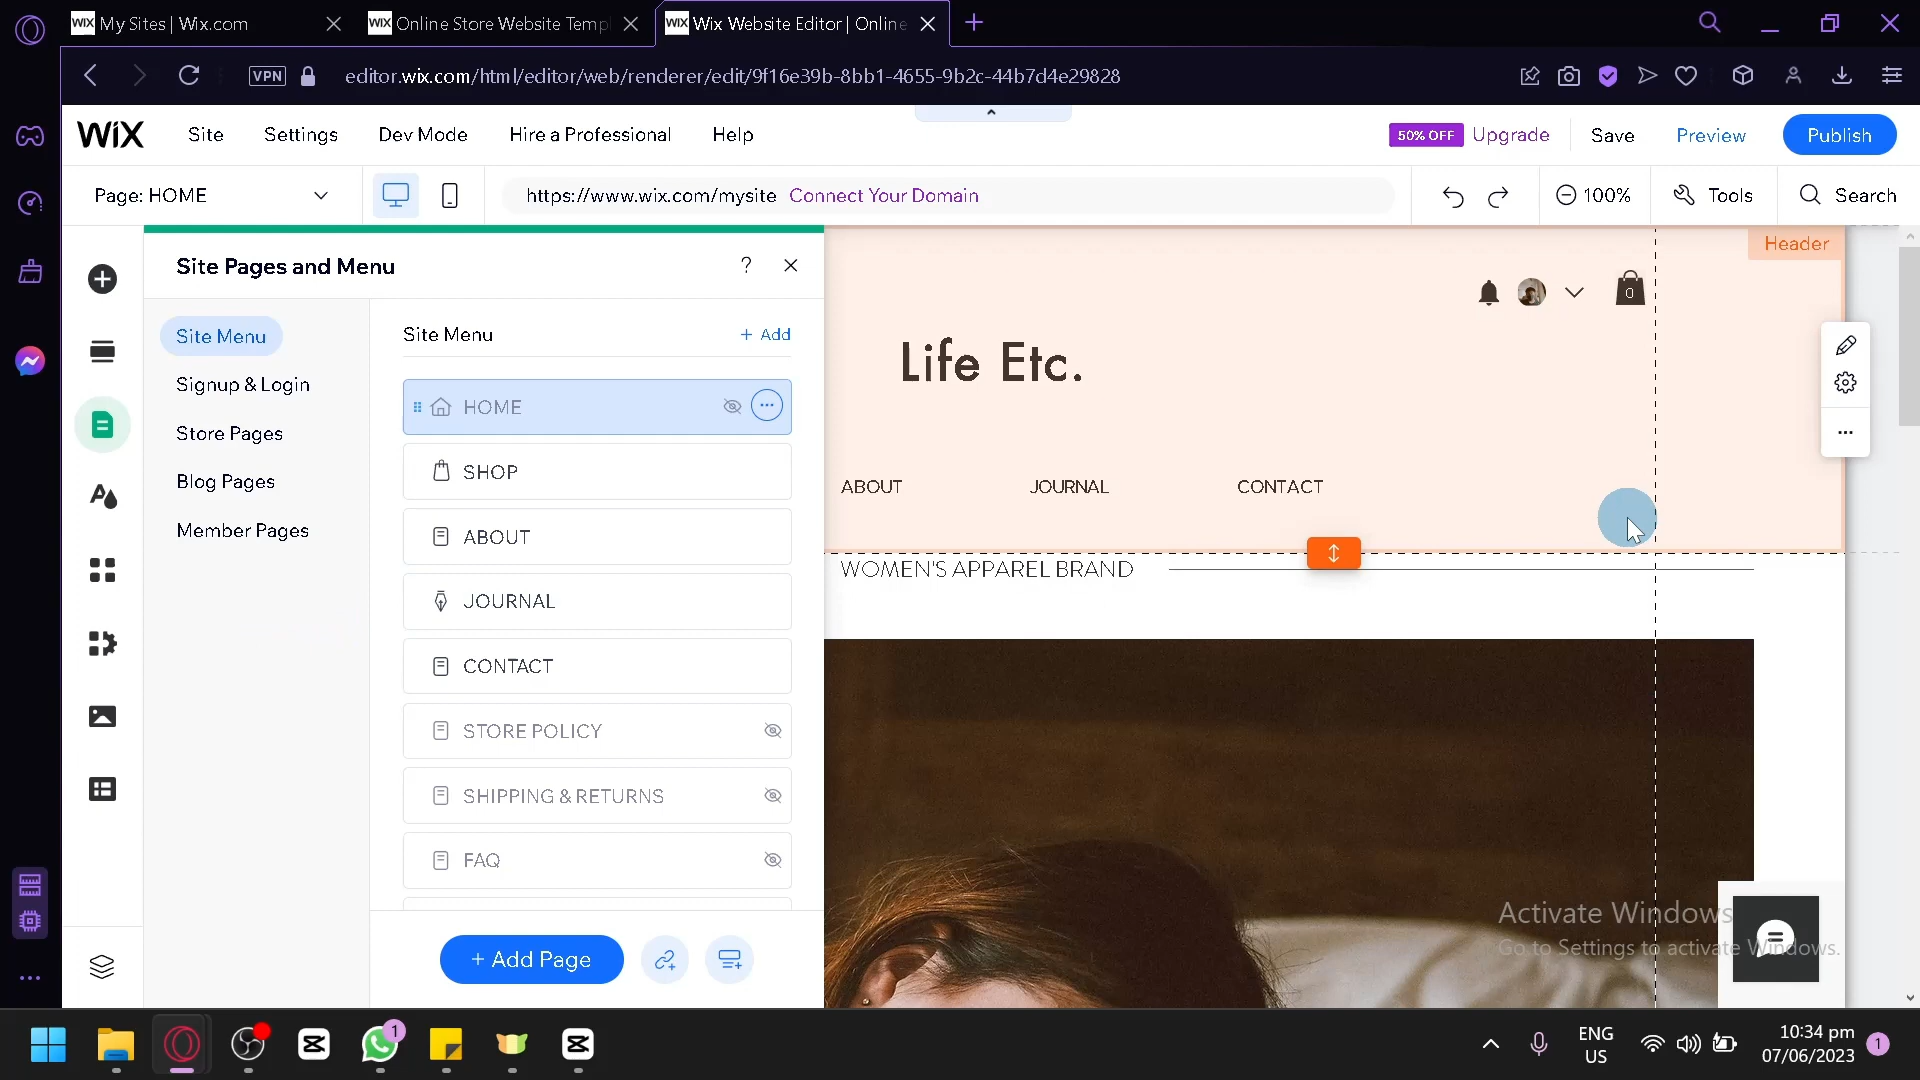 My Sites | Wix.com
Online Store Website Templ
Wix Website Editor | Online
VPN
editor.wix.com/html/editor/web/renderer/edit/9f16e39b-8bb1-4655-9b2c-44b7d4e29828
WiX
Site
Settings
Dev Mode
Hire a Professional
Help
50% OFF
Upgrade
Save
Preview
Publish
Page: HOME
https://www.wix.com/mysite
Connect Your Domain
100%
Tools
Search
Site Pages and Menu
?
Site Menu
Signup & Login
Store Pages
Blog Pages
Member Pages
Site Menu
+ Add
HOME
SHOP
ABOUT
JOURNAL
CONTACT
STORE POLICY
SHIPPING & RETURNS
FAQ
+ Add Page
Header
0
Life Etc.
ABOUT
JOURNAL
CONTACT
WOMEN'S APPAREL BRAND
Activate Windows
Go to Settings to activate Windows.
1
ENG
US
10:34 pm
07/06/2023
1